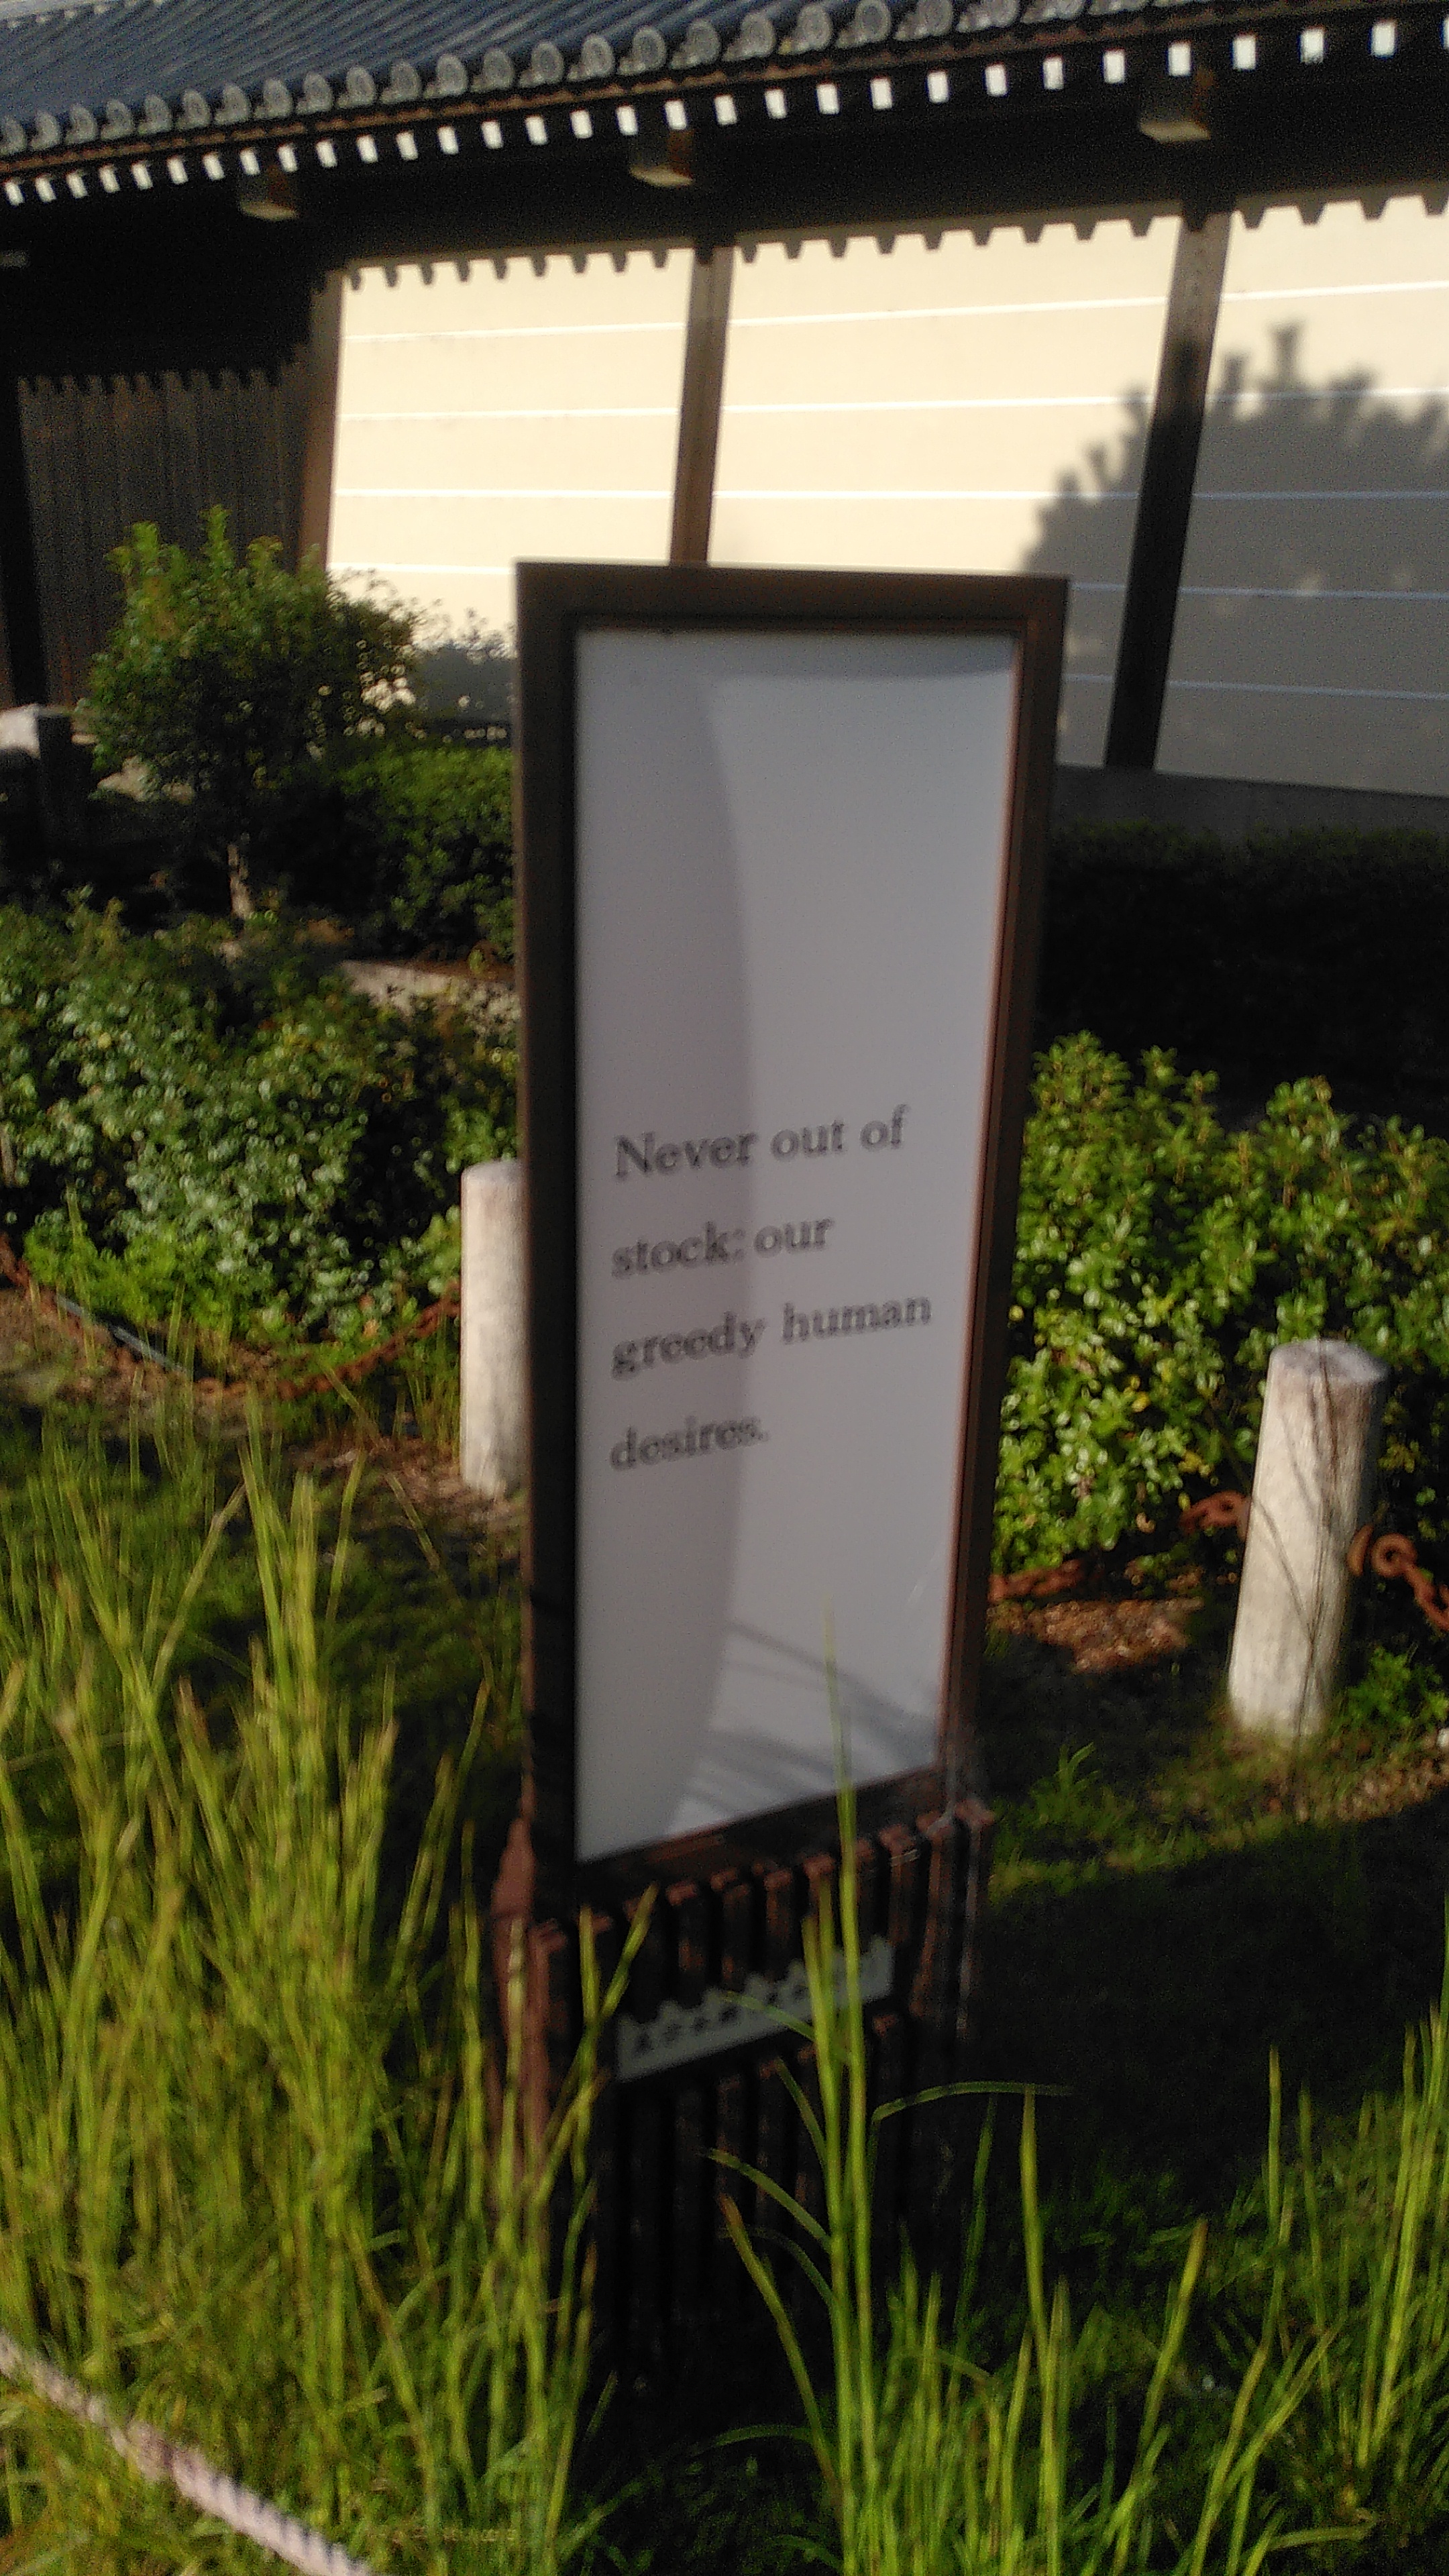 Never out of
stock: our
greedy human
desires.